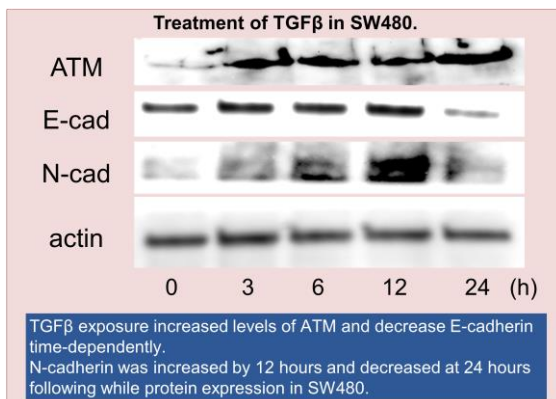 Treatment of TGFβ in SW480.
ATM
E-cad
N-cad
actin
0 3 6 12 24 (h)
TGFβ exposure increased levels of ATM and decrease E-cadherin
time-dependently.
N-cadherin was increased by 12 hours and decreased at 24 hours
following while protein expression in SW480.